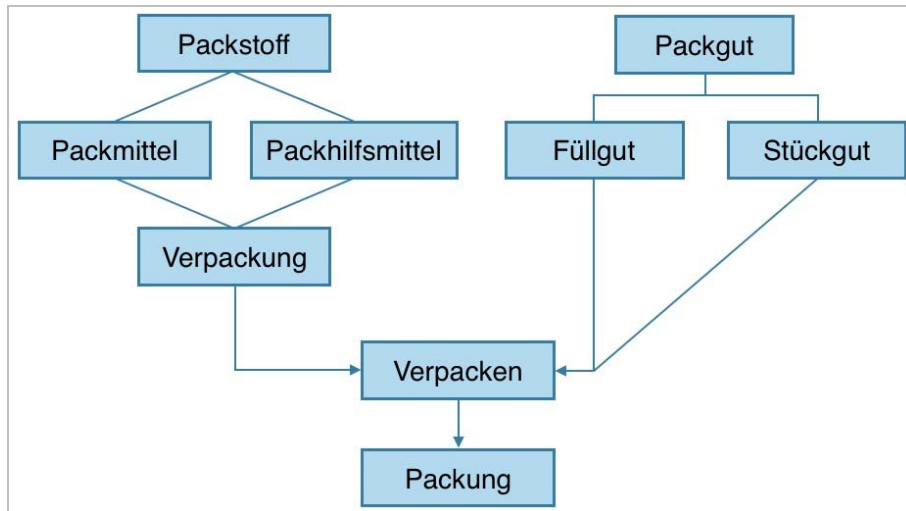 Packstoff
Packgut
Packmittel
Packhilfsmittel
Füllgut
Stückgut
Verpackung
Verpacken
Packung